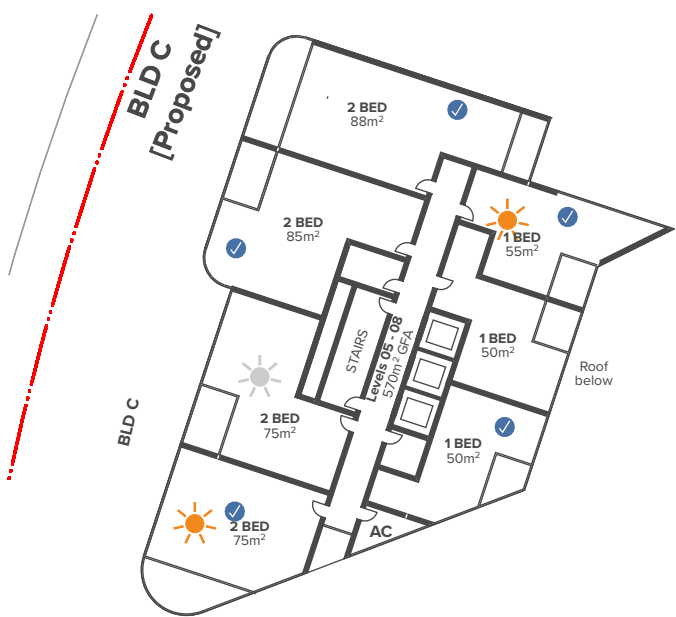 BLD C
[Proposed]
2 BED
88m²
2 BED
85m²
1 BED
55m²
STAIRS
Levels 05 - 08
570m² GFA
1 BED
50m²
Roof
below
BLD C
2 BED
75m²
1 BED
50m²
2 BED
75m²
AC